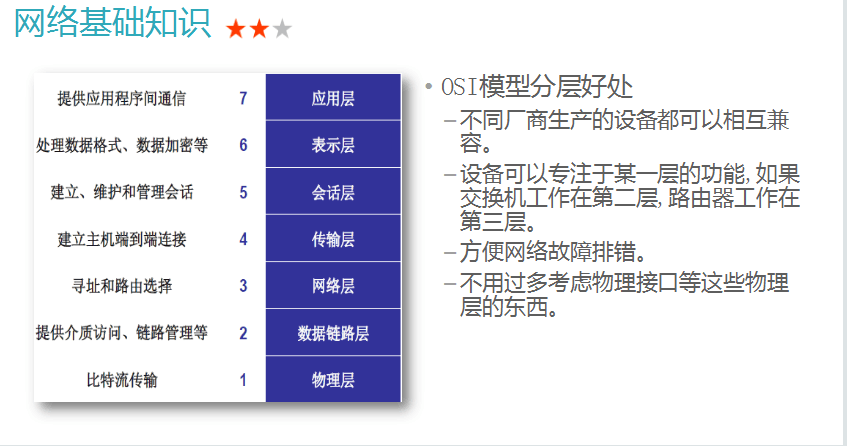 网络基础知识
提供应用程序间通信 7 应用层
处理数据格式、数据加密等 6 表示层
建立、维护和管理会话 5 会话层
建立主机端到端连接 4 传输层
寻址和路由选择 3 网络层
提供介质访问、链路管理等 2 数据链路层
比特流传输 1 物理层
• OSI模型分层好处
–不同厂商生产的设备都可以相互兼
容。
–设备可以专注于某一层的功能,如果
交换机工作在第二层,路由器工作在
第三层。
–方便网络故障排错。
–不用过多考虑物理接口等这些物理
层的东西。